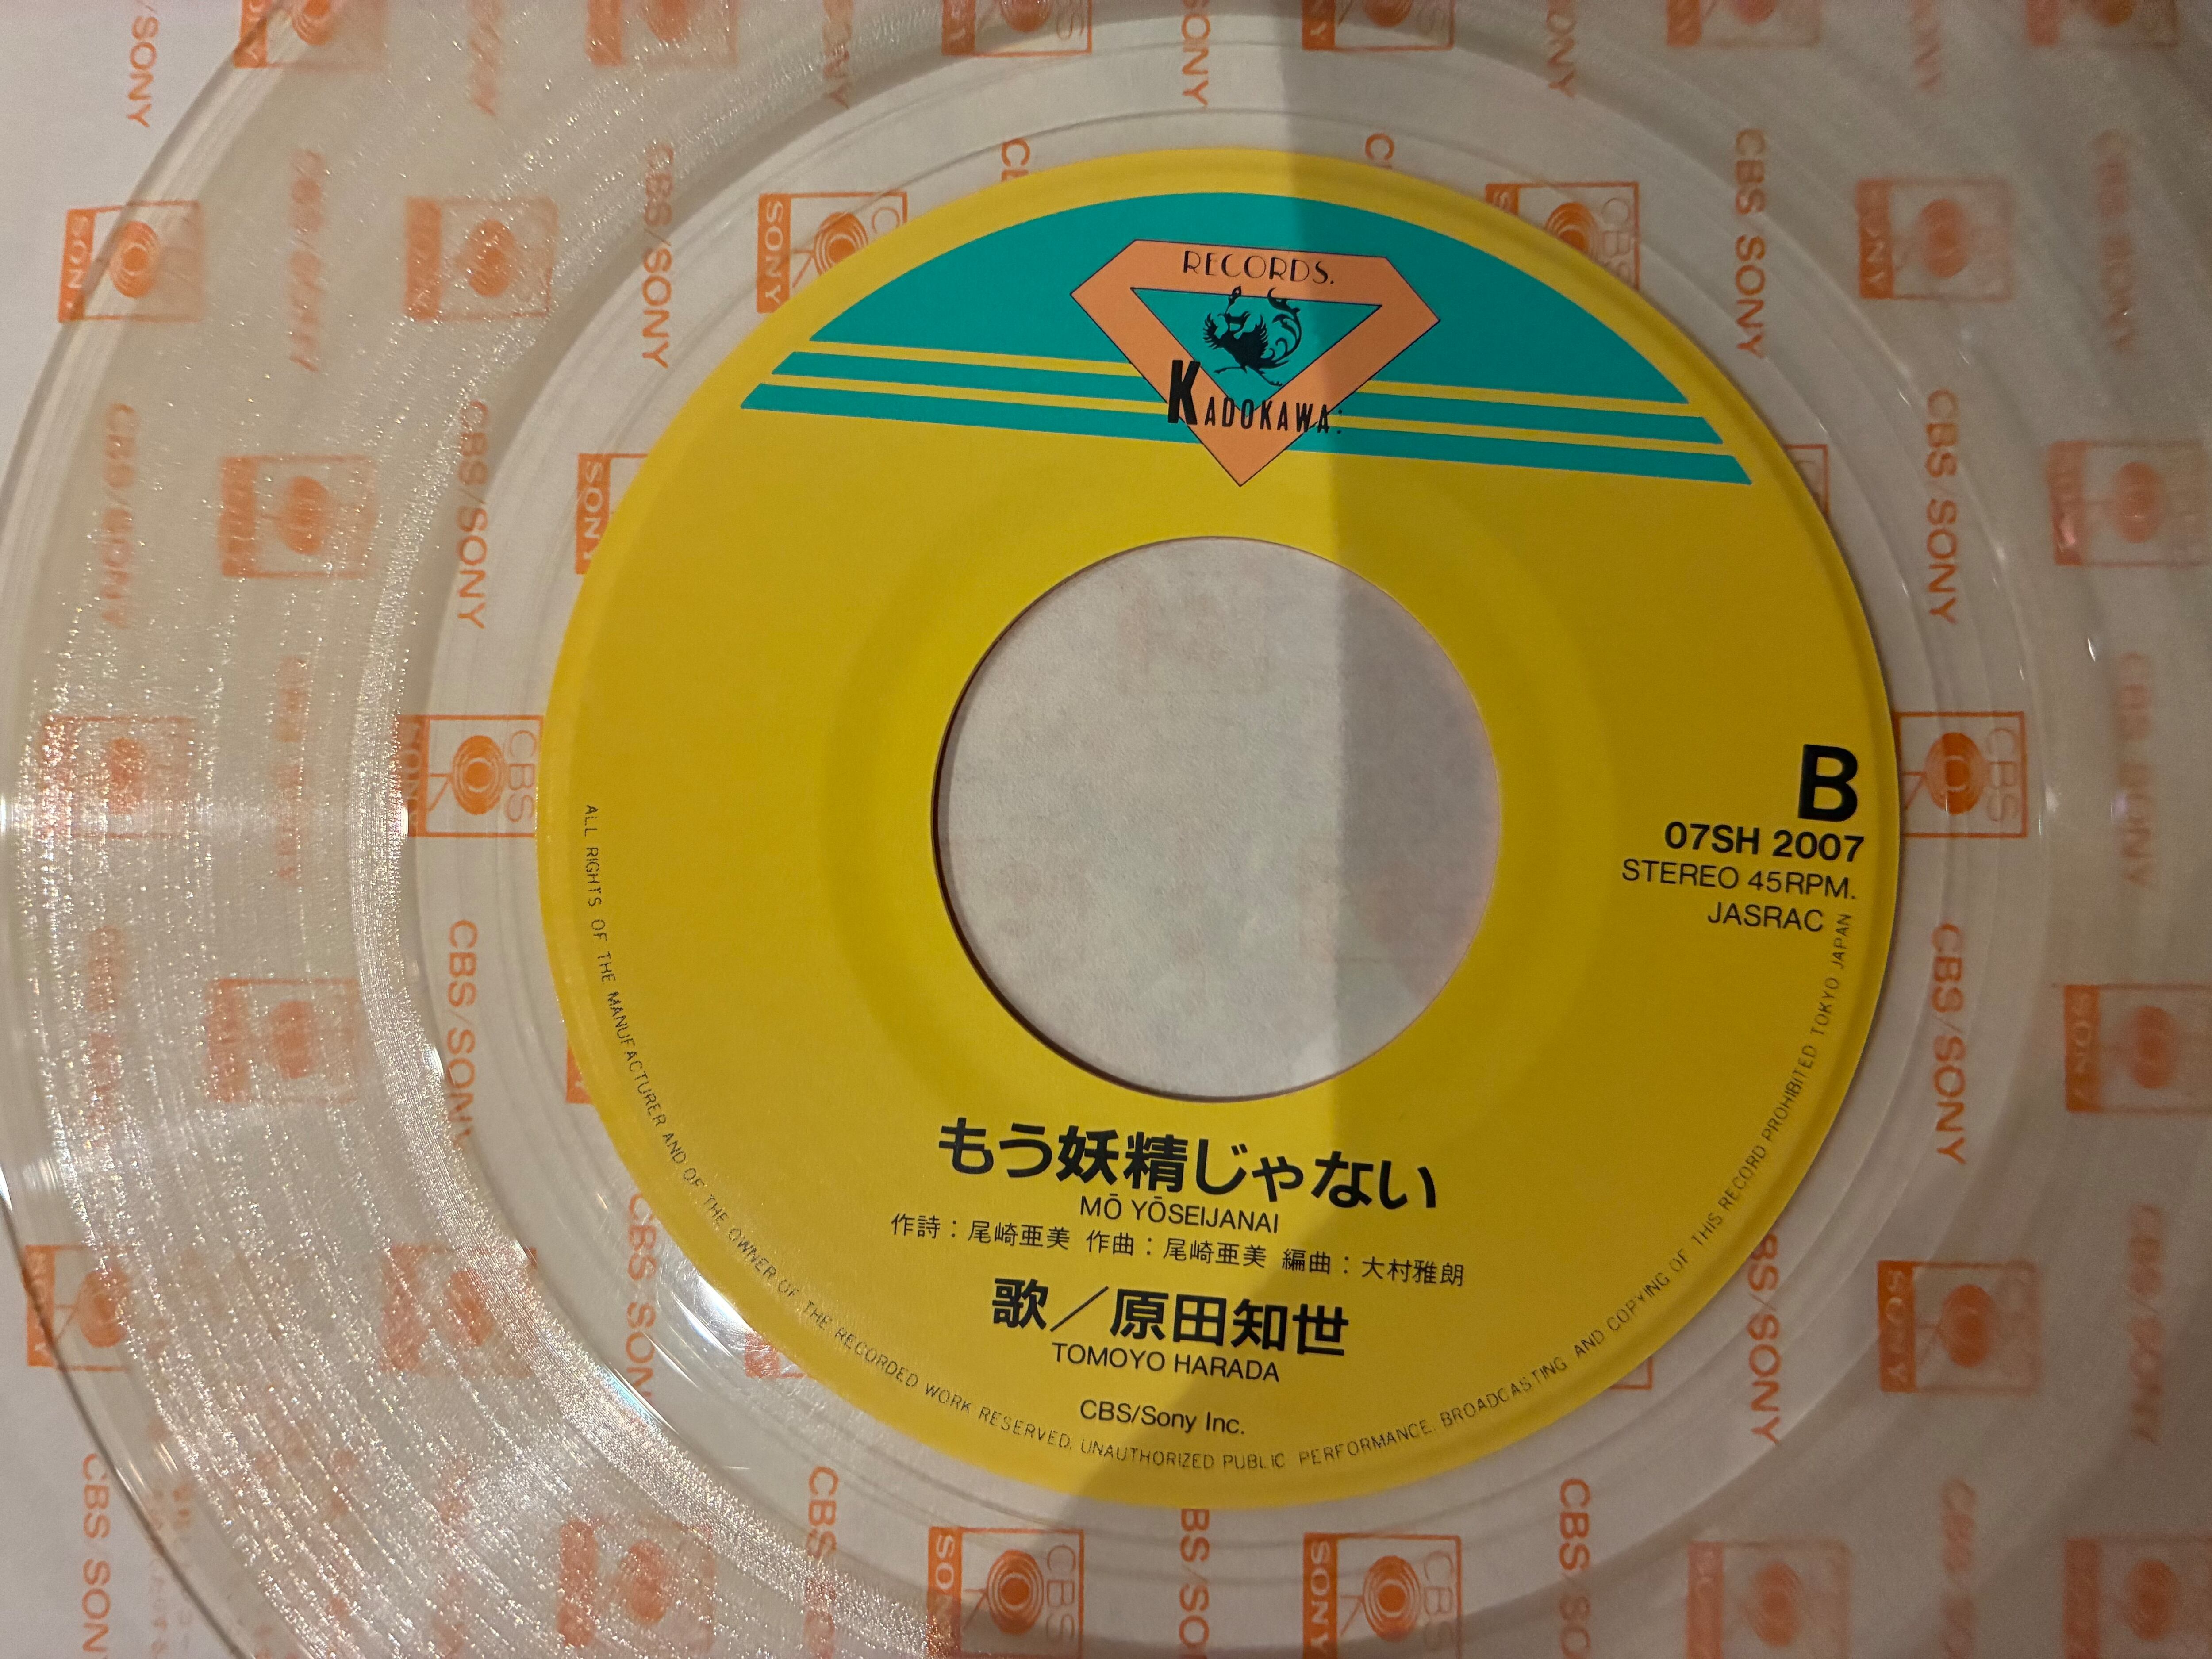 RECORDS.
KADOKAWA
B
07SH 2007
STEREO 45RPM.
JASRAC
もう妖精じゃない
MŌ YŌSEIJANAI
作詩：尾崎亜美 作曲：尾崎亜美 編曲：大村雅朗
歌／原田知世
TOMOYO HARADA
CBS/Sony Inc.
ALL RIGHTS OF THE MANUFACTURER AND OF THE OWNER OF THE RECORDED WORK RESERVED. UNAUTHORIZED PUBLIC PERFORMANCE. BROADCASTING AND COPYING OF THIS RECORD PROHIBITED TOKYO JAPAN
CBS/SONY
CBS SONY